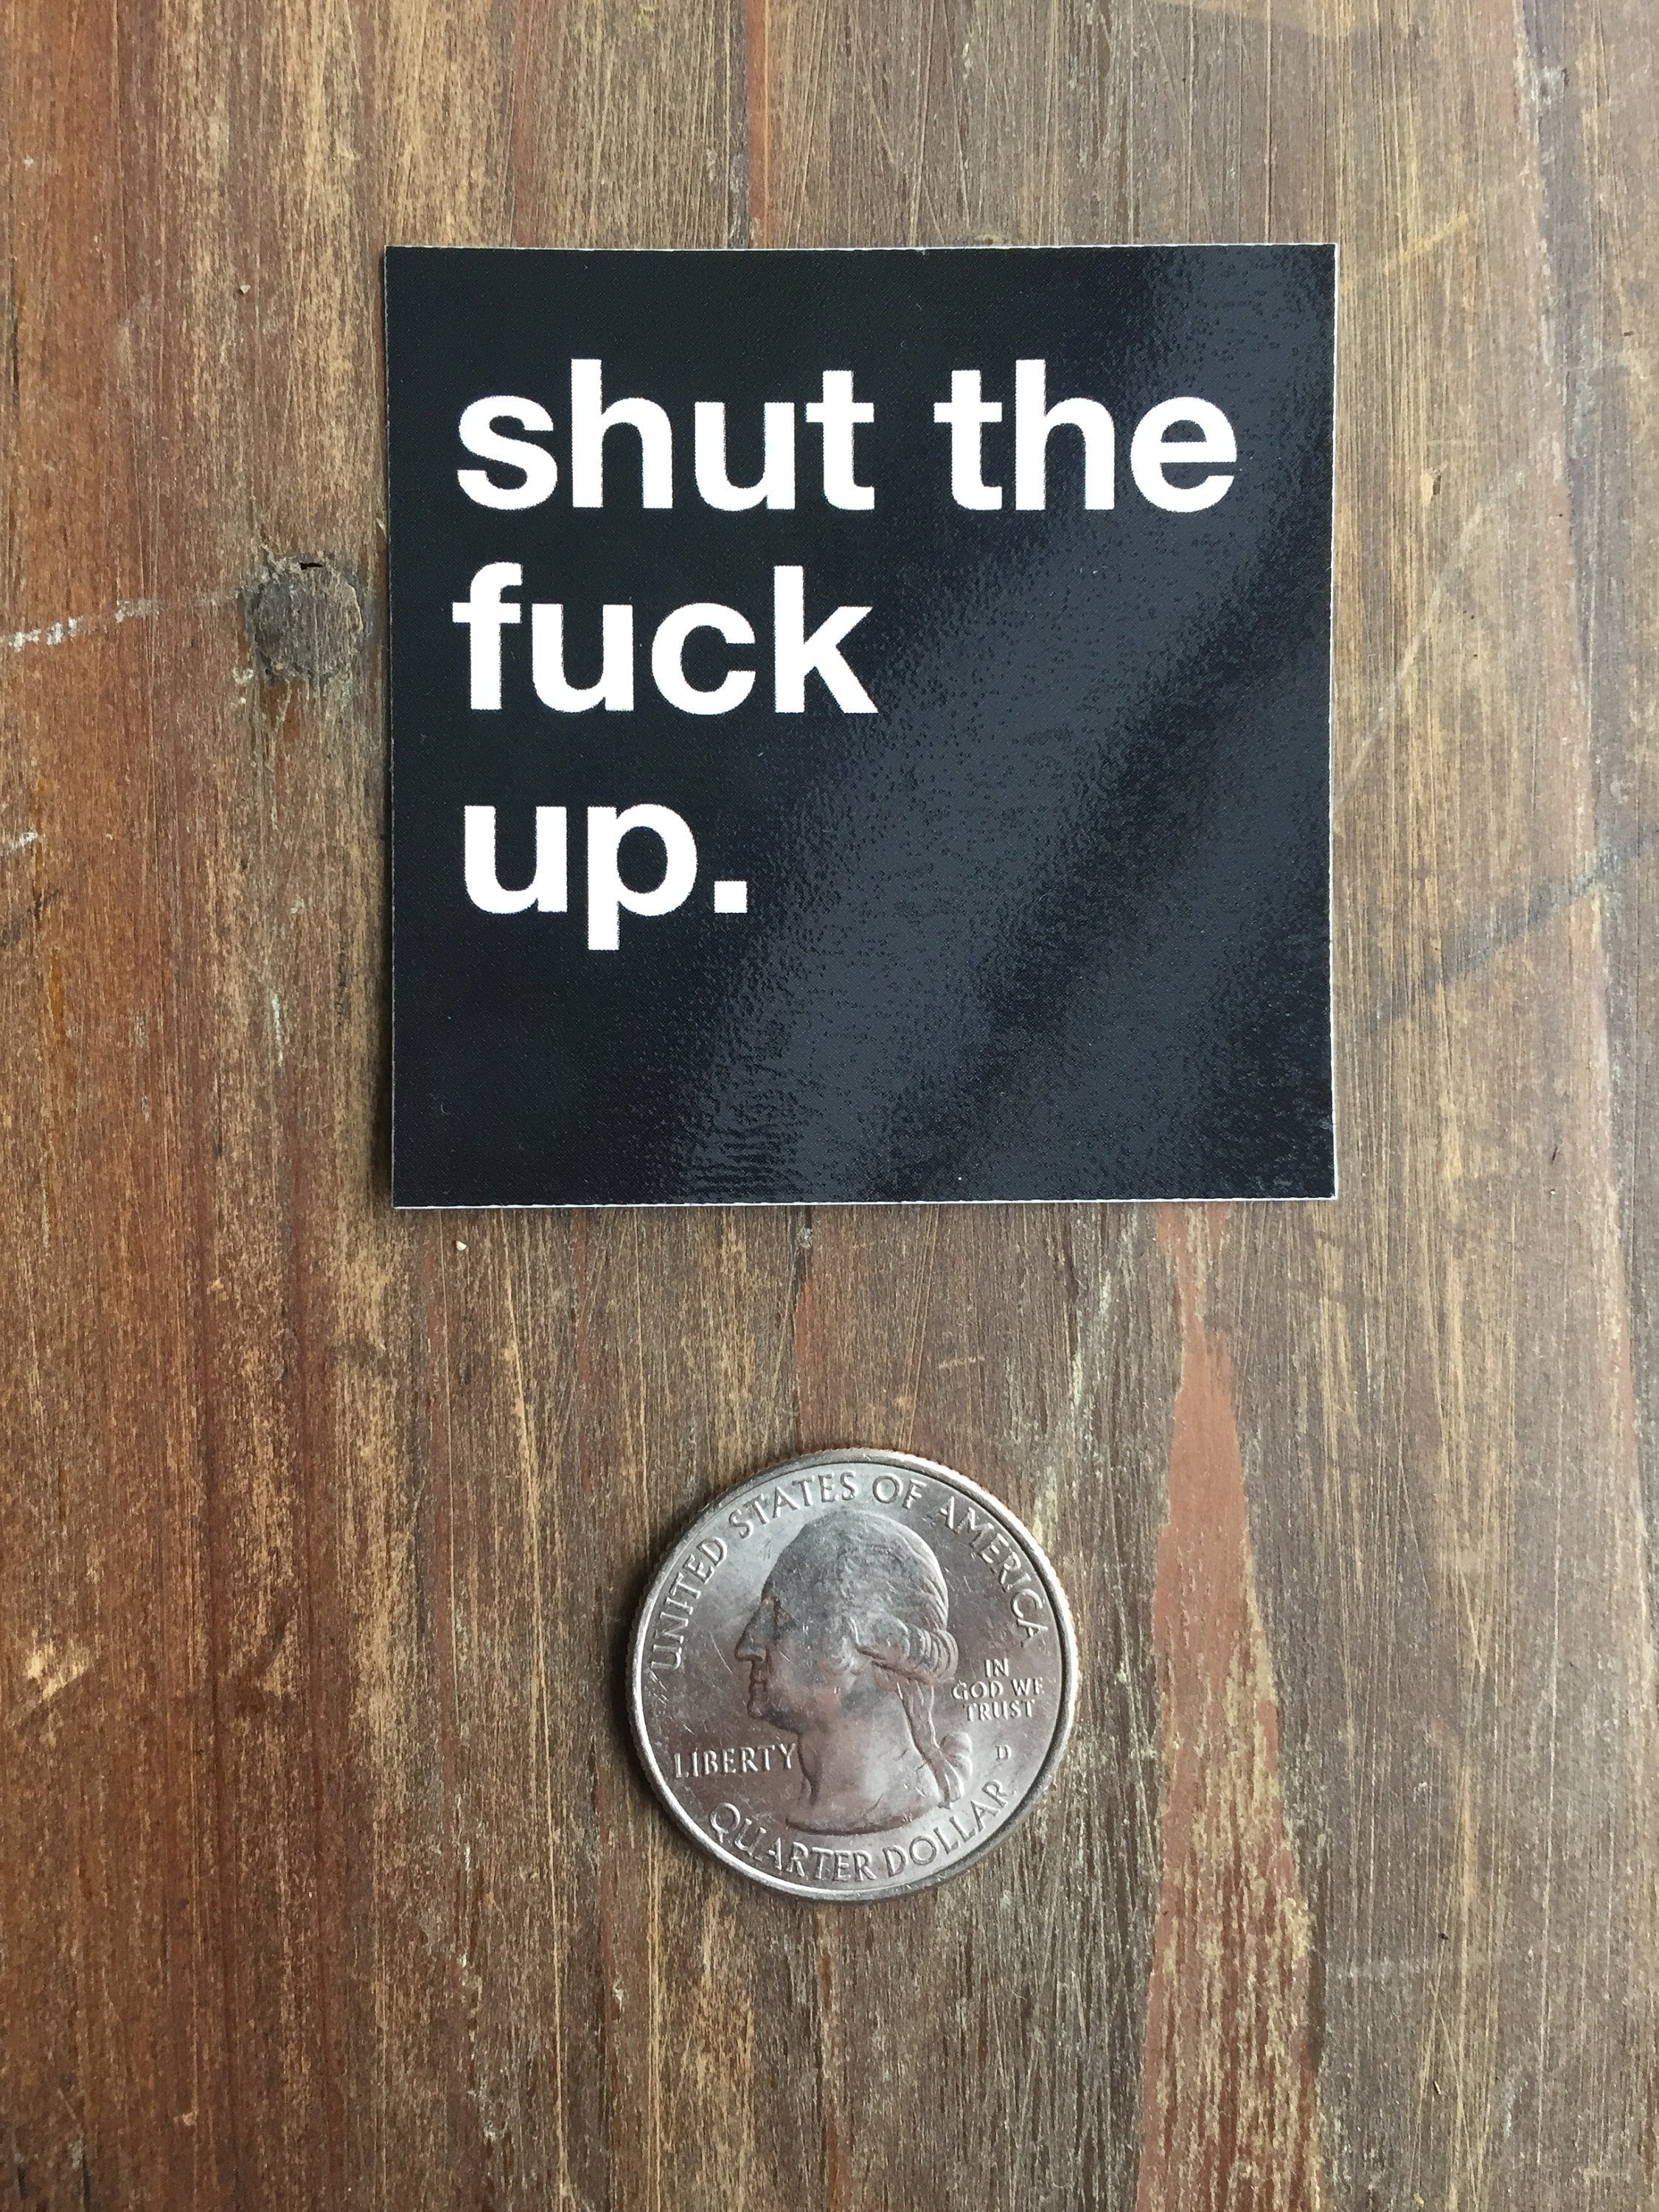 shut the
fuck
up.
UNITED STATES OF AMERICA
IN
GOD WE
TRUST
LIBERTY
D
QUARTER DOLLAR